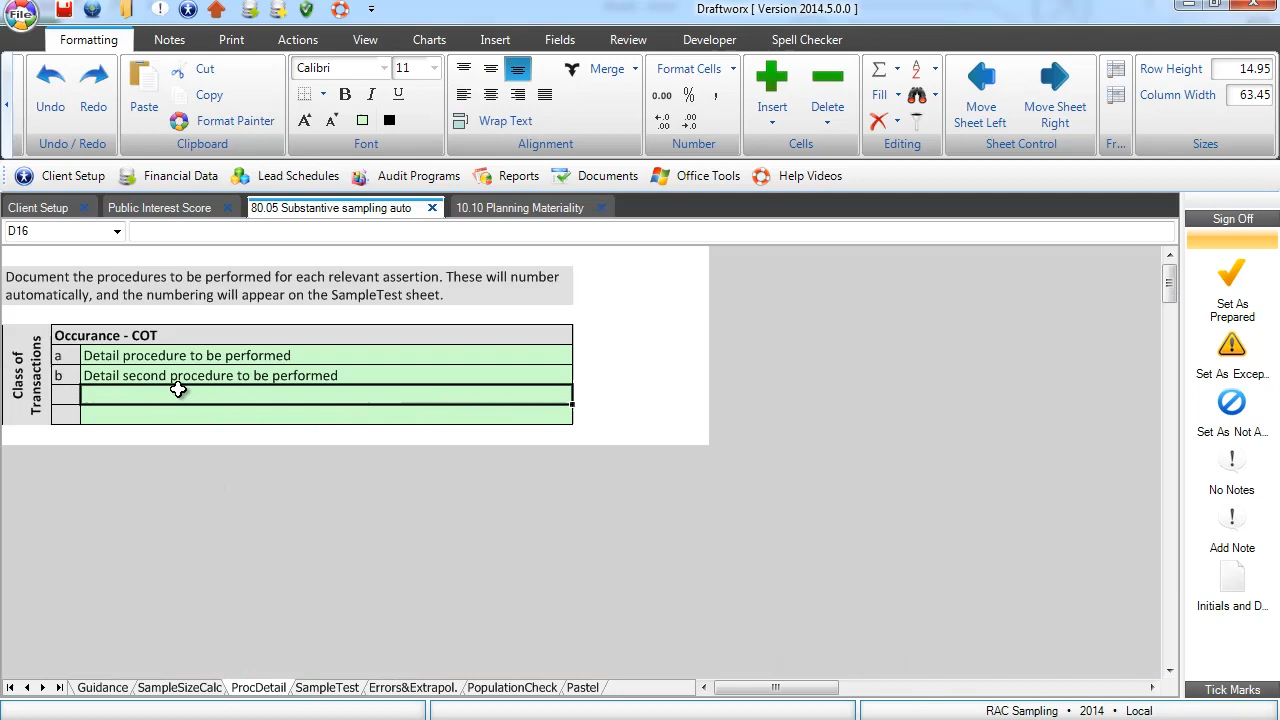 Draftworx [ Version 2014.5.0.0 ]
File
Formatting
Notes
Print
Actions
View
Charts
Insert
Fields
Review
Developer
Spell Checker
Undo
Redo
Undo / Redo
Paste
Cut
Copy
Format Painter
Clipboard
Calibri
11
B
I
U
Font
Merge
Wrap Text
Alignment
Format Cells
0.00 % ,
Number
Insert
Delete
Cells
Fill
Editing
Move
Sheet Left
Move Sheet
Right
Sheet Control
Fr...
Row Height 14.95
Column Width 63.45
Sizes
Client Setup
Financial Data
Lead Schedules
Audit Programs
Reports
Documents
Office Tools
Help Videos
Client Setup
Public Interest Score
80.05 Substantive sampling auto
10.10 Planning Materiality
D16
Document the procedures to be performed for each relevant assertion. These will number
automatically, and the numbering will appear on the SampleTest sheet.
Class of
Transactions
Occurance - COT
a Detail procedure to be performed
b Detail second procedure to be performed
Sign Off
Set As
Prepared
Set As Excep..
Set As Not A...
No Notes
Add Note
Initials and D...
Tick Marks
Guidance
SampleSizeCalc
ProcDetail
SampleTest
Errors&Extrapol.
PopulationCheck
Pastel
RAC Sampling • 2014 • Local